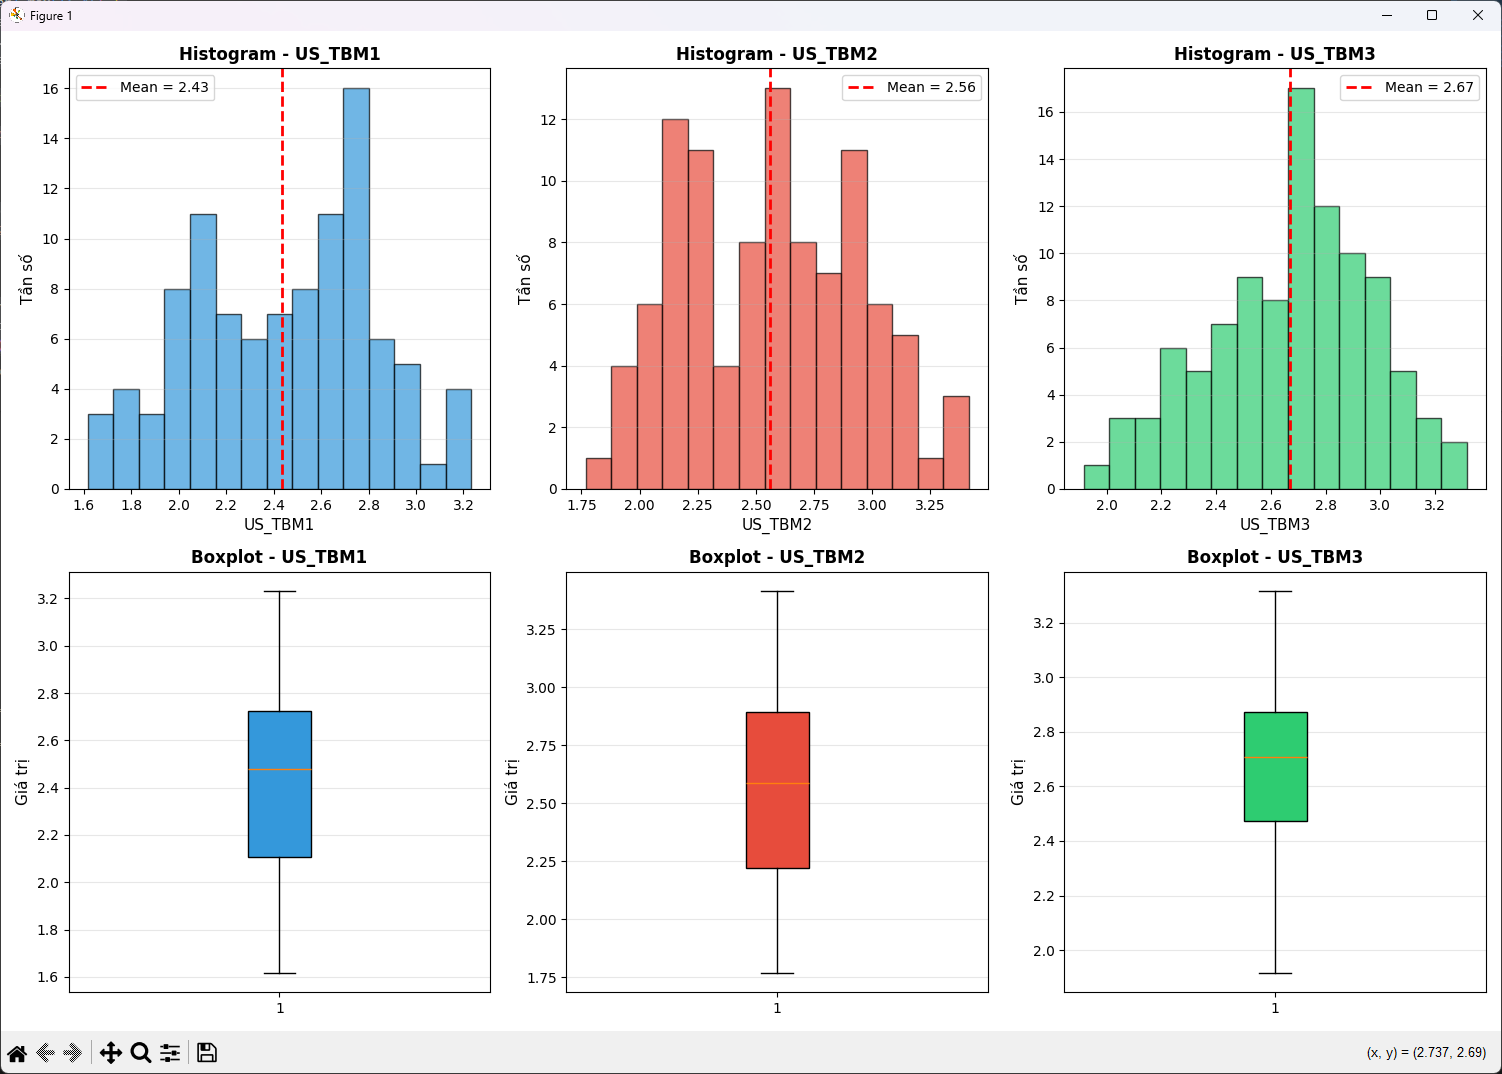 Figure 1
Histogram - US_TBM1
Mean = 2.43
16
14
12
10
8
6
4
2
0
Tần số
1.6 1.8 2.0 2.2 2.4 2.6 2.8 3.0 3.2
US_TBM1
Histogram - US_TBM2
Mean = 2.56
12
10
8
6
4
2
0
Tần số
1.75 2.00 2.25 2.50 2.75 3.00 3.25
US_TBM2
Histogram - US_TBM3
Mean = 2.67
16
14
12
10
8
6
4
2
0
Tần số
2.0 2.2 2.4 2.6 2.8 3.0 3.2
US_TBM3
Boxplot - US_TBM1
3.2
3.0
2.8
2.6
2.4
2.2
2.0
1.8
1.6
Giá trị
1
Boxplot - US_TBM2
3.25
3.00
2.75
2.50
2.25
2.00
1.75
Giá trị
1
Boxplot - US_TBM3
3.2
3.0
2.8
2.6
2.4
2.2
2.0
Giá trị
1
(x, y) = (2.737, 2.69)